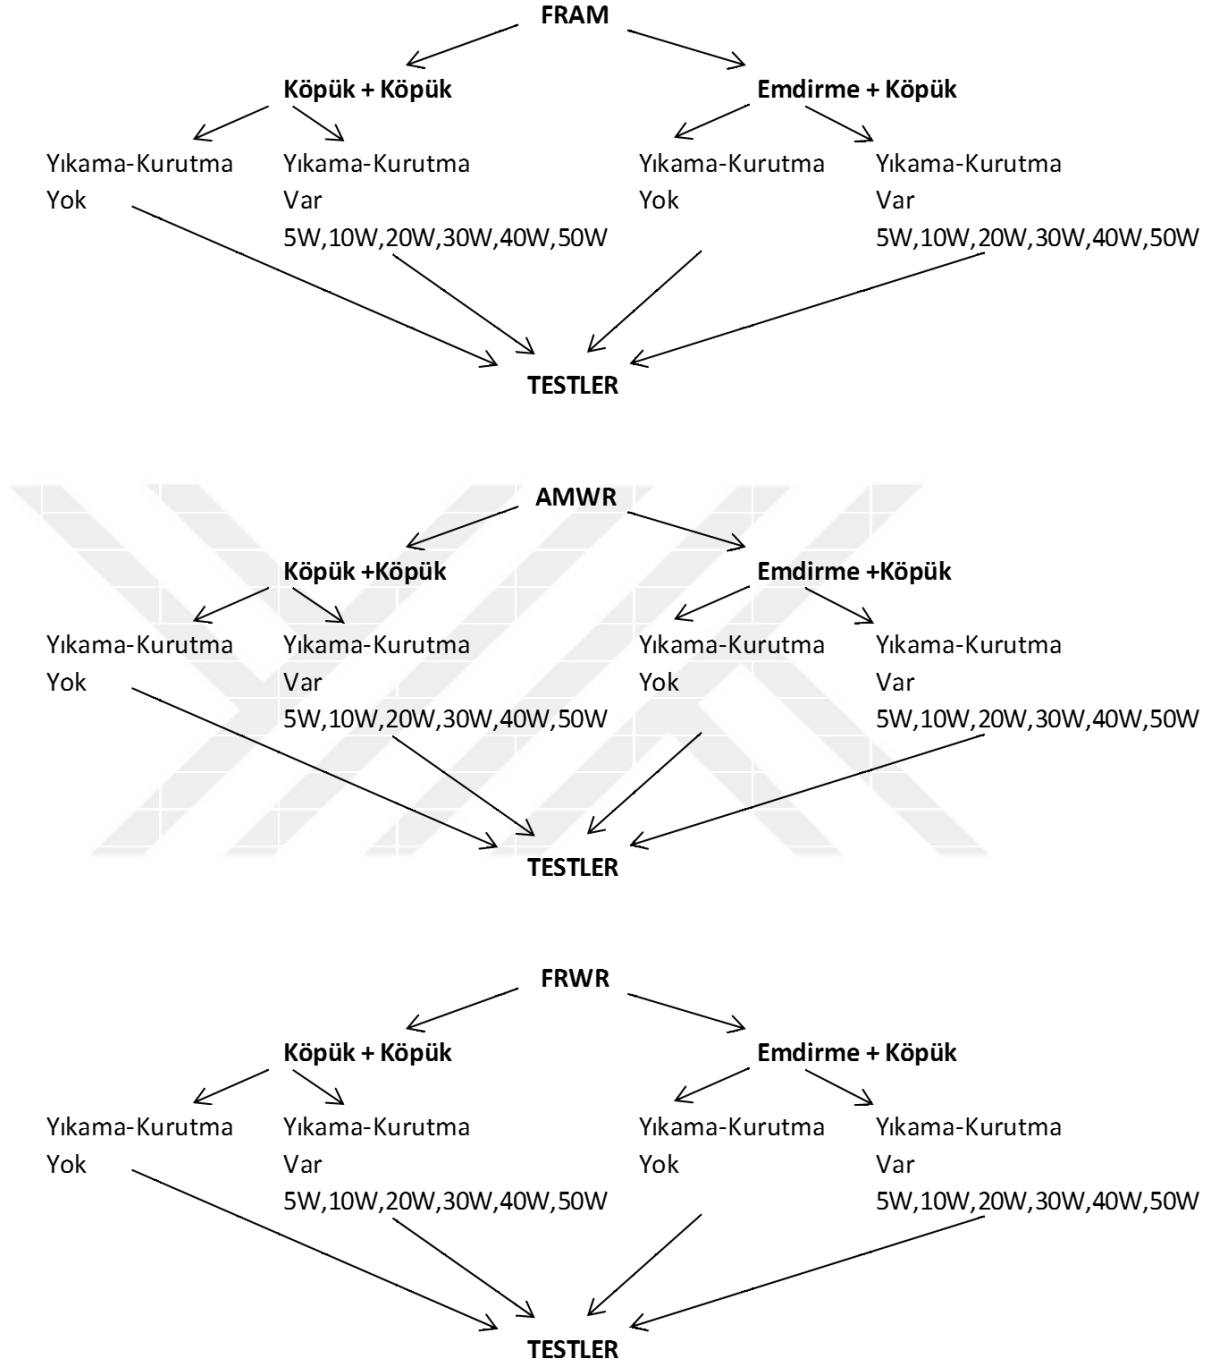 FRAM
Köpük + Köpük Emdirme + Köpük
Yıkama-Kurutma Yıkama-Kurutma Yıkama-Kurutma Yıkama-Kurutma
Yok Var Yok Var
5W,10W,20W,30W,40W,50W 5W,10W,20W,30W,40W,50W
TESTLER
AMWR
Köpük +Köpük Emdirme +Köpük
Yıkama-Kurutma Yıkama-Kurutma Yıkama-Kurutma Yıkama-Kurutma
Yok Var Yok Var
5W,10W,20W,30W,40W,50W 5W,10W,20W,30W,40W,50W
TESTLER
FRWR
Köpük + Köpük Emdirme + Köpük
Yıkama-Kurutma Yıkama-Kurutma Yıkama-Kurutma Yıkama-Kurutma
Yok Var Yok Var
5W,10W,20W,30W,40W,50W 5W,10W,20W,30W,40W,50W
TESTLER